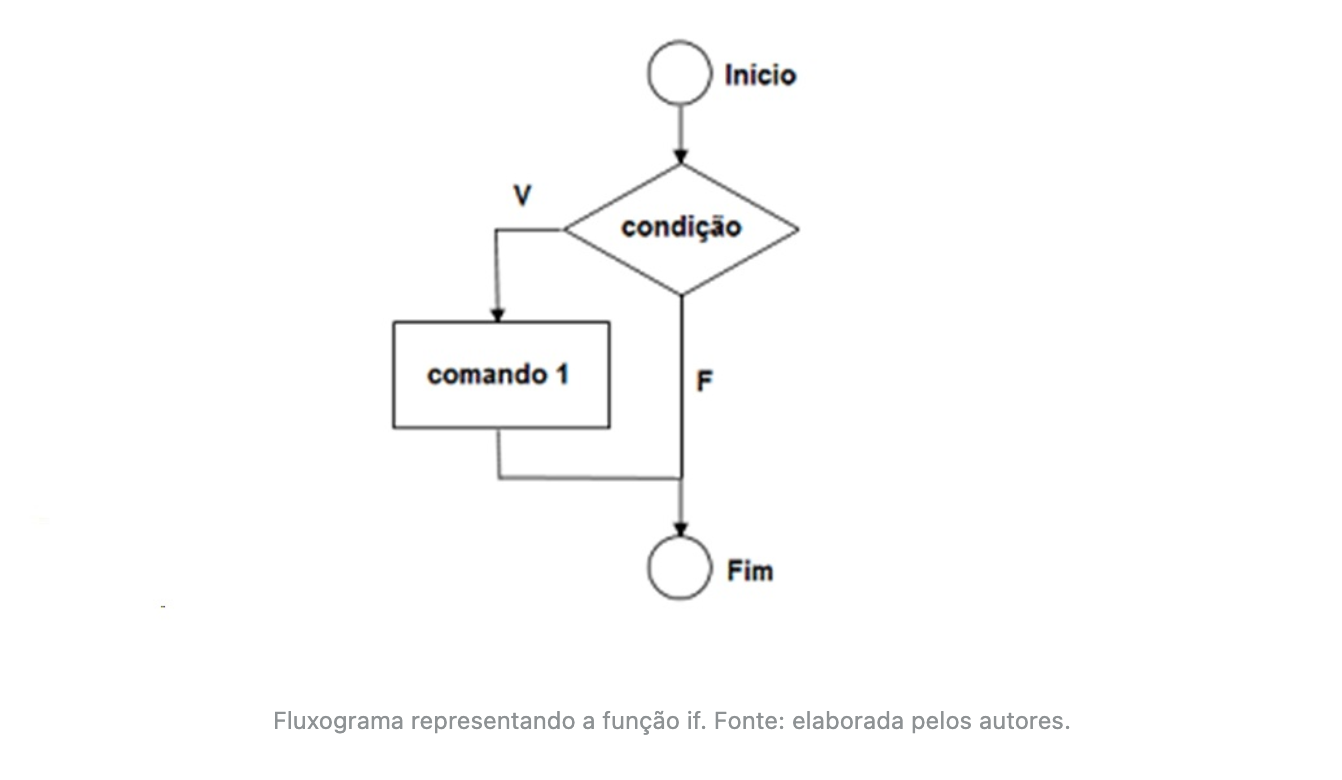 Inicio
V
condição
comando 1
F
Fim
Fluxograma representando a função if. Fonte: elaborada pelos autores.